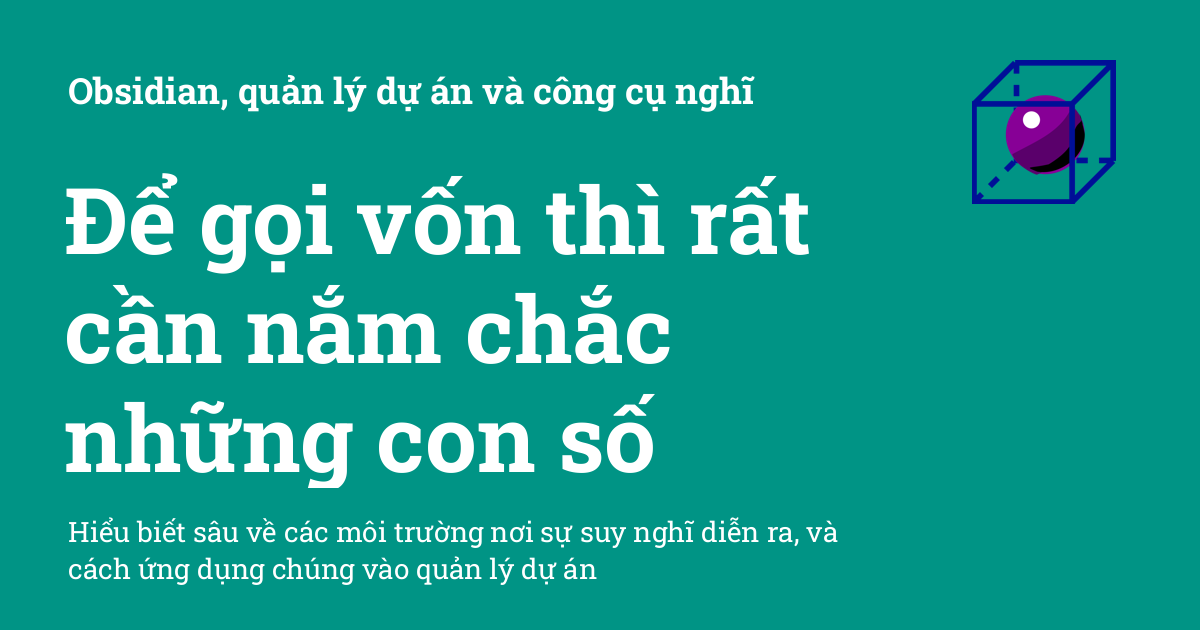 Obsidian, quản lý dự án và công cụ nghĩ
Để gọi vốn thì rất
cần nắm chắc
những con số
Hiểu biết sâu về các môi trường nơi sự suy nghĩ diễn ra, và
cách ứng dụng chúng vào quản lý dự án